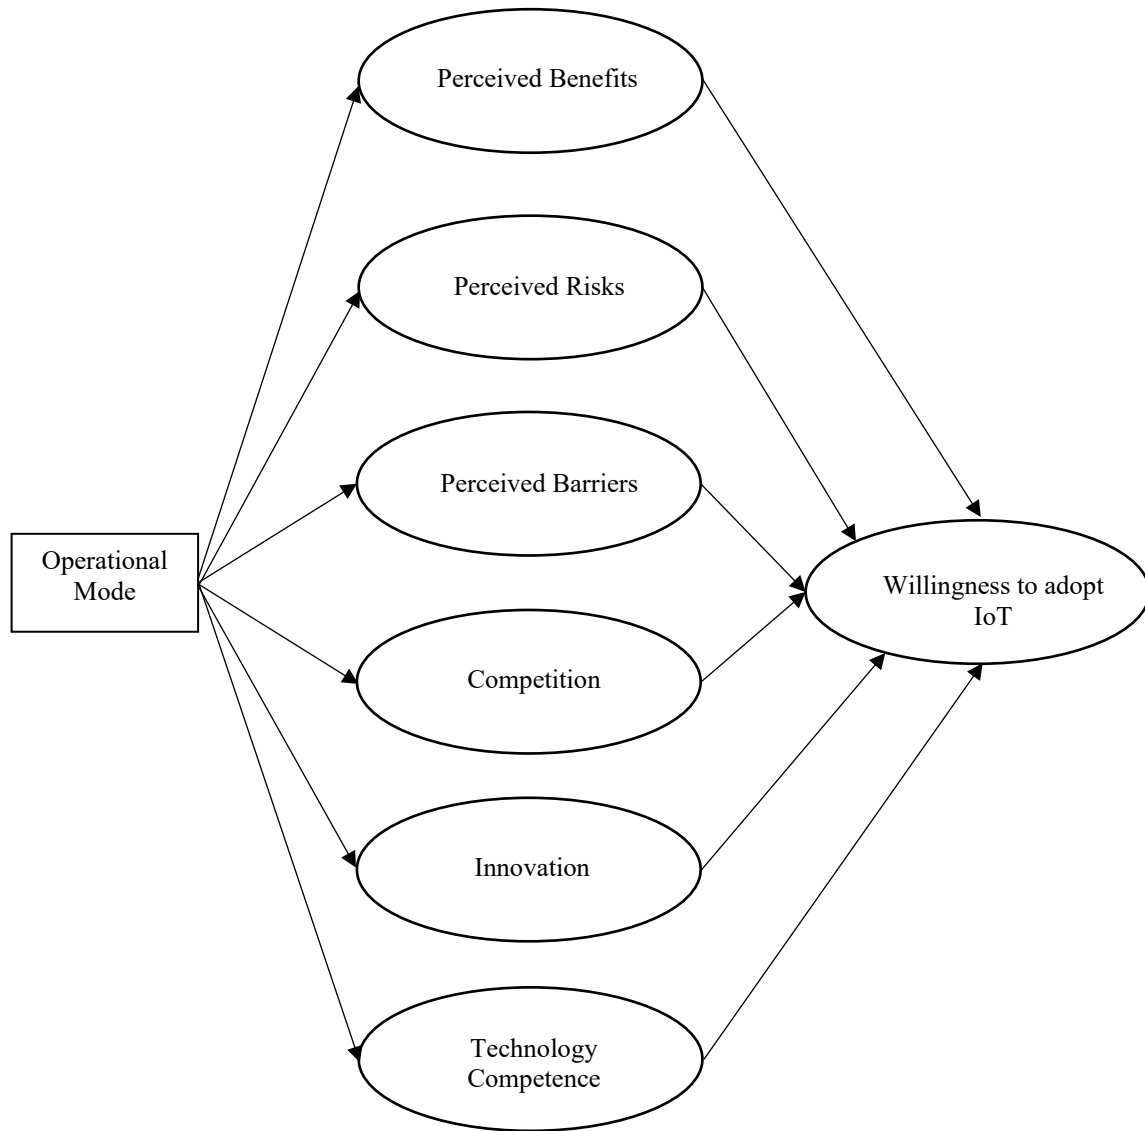 Perceived Benefits
Perceived Risks
Perceived Barriers
Operational
Mode
Willingness to adopt
IoT
Competition
Innovation
Technology
Competence